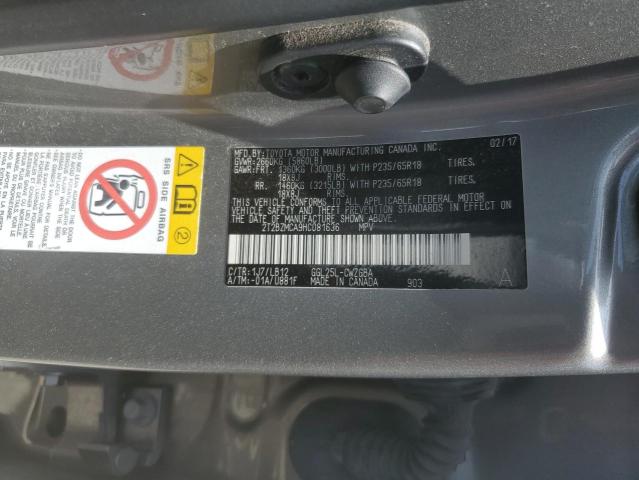 MFD.BY:TOYOTA MOTOR MANUFACTURING CANADA INC. 02/17
GVWR:2660KG (5860LB)
GAWR:FRT. 1360KG (3000LB) WITH P235/65R18 TIRES,
18X8J RIMS,
RR. 1460KG (3215LB) WITH P235/65R18 TIRES,
18X8J RIMS,
THIS VEHICLE CONFORMS TO ALL APPLICABLE FEDERAL MOTOR
VEHICLE SAFETY AND THEFT PREVENTION STANDARDS IN EFFECT ON
THE DATE OF MANUFACTURE SHOWN ABOVE.
2T2BZMCA9HC081636 MPV
C/TR:1J7/LB12 GGL25L-CWZGBA A
A/TM:-01A/U881F MADE IN CANADA 903
SRS SIDE AIRBAG